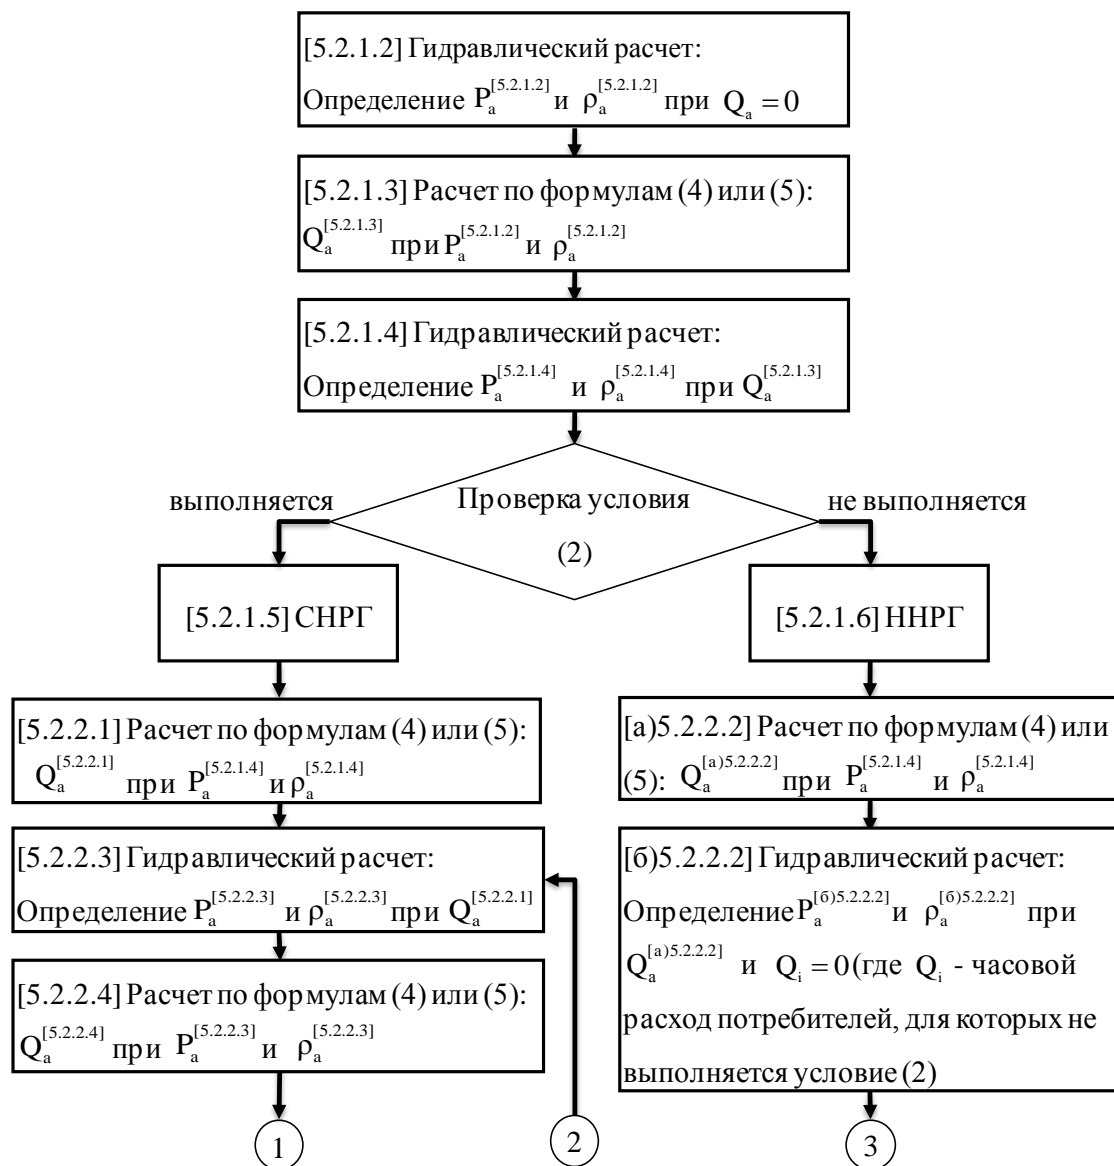 [5.2.1.2] Гидравлический расчет:
Определение P_a^[5.2.1.2] и ρ_a^[5.2.1.2] при Q_a = 0
[5.2.1.3] Расчет по формулам (4) или (5):
Q_a^[5.2.1.3] при P_a^[5.2.1.2] и ρ_a^[5.2.1.2]
[5.2.1.4] Гидравлический расчет:
Определение P_a^[5.2.1.4] и ρ_a^[5.2.1.4] при Q_a^[5.2.1.3]
Проверка условия
(2)
выполняется
не выполняется
[5.2.1.5] СНРГ
[5.2.2.1] Расчет по формулам (4) или (5):
Q_a^[5.2.2.1] при P_a^[5.2.1.4] и ρ_a^[5.2.1.4]
[5.2.2.3] Гидравлический расчет:
Определение P_a^[5.2.2.3] и ρ_a^[5.2.2.3] при Q_a^[5.2.2.1]
[5.2.2.4] Расчет по формулам (4) или (5):
Q_a^[5.2.2.4] при P_a^[5.2.2.3] и ρ_a^[5.2.2.3]
1
2
[5.2.1.6] ННРГ
[а)5.2.2.2] Расчет по формулам (4) или
(5): Q_a^[а)5.2.2.2] при P_a^[5.2.1.4] и ρ_a^[5.2.1.4]
[б)5.2.2.2] Гидравлический расчет:
Определение P_a^[б)5.2.2.2] и ρ_a^[б)5.2.2.2] при
Q_a^[а)5.2.2.2] и Q_i = 0 (где Q_i - часовой
расход потребителей, для которых не
выполняется условие (2)
3